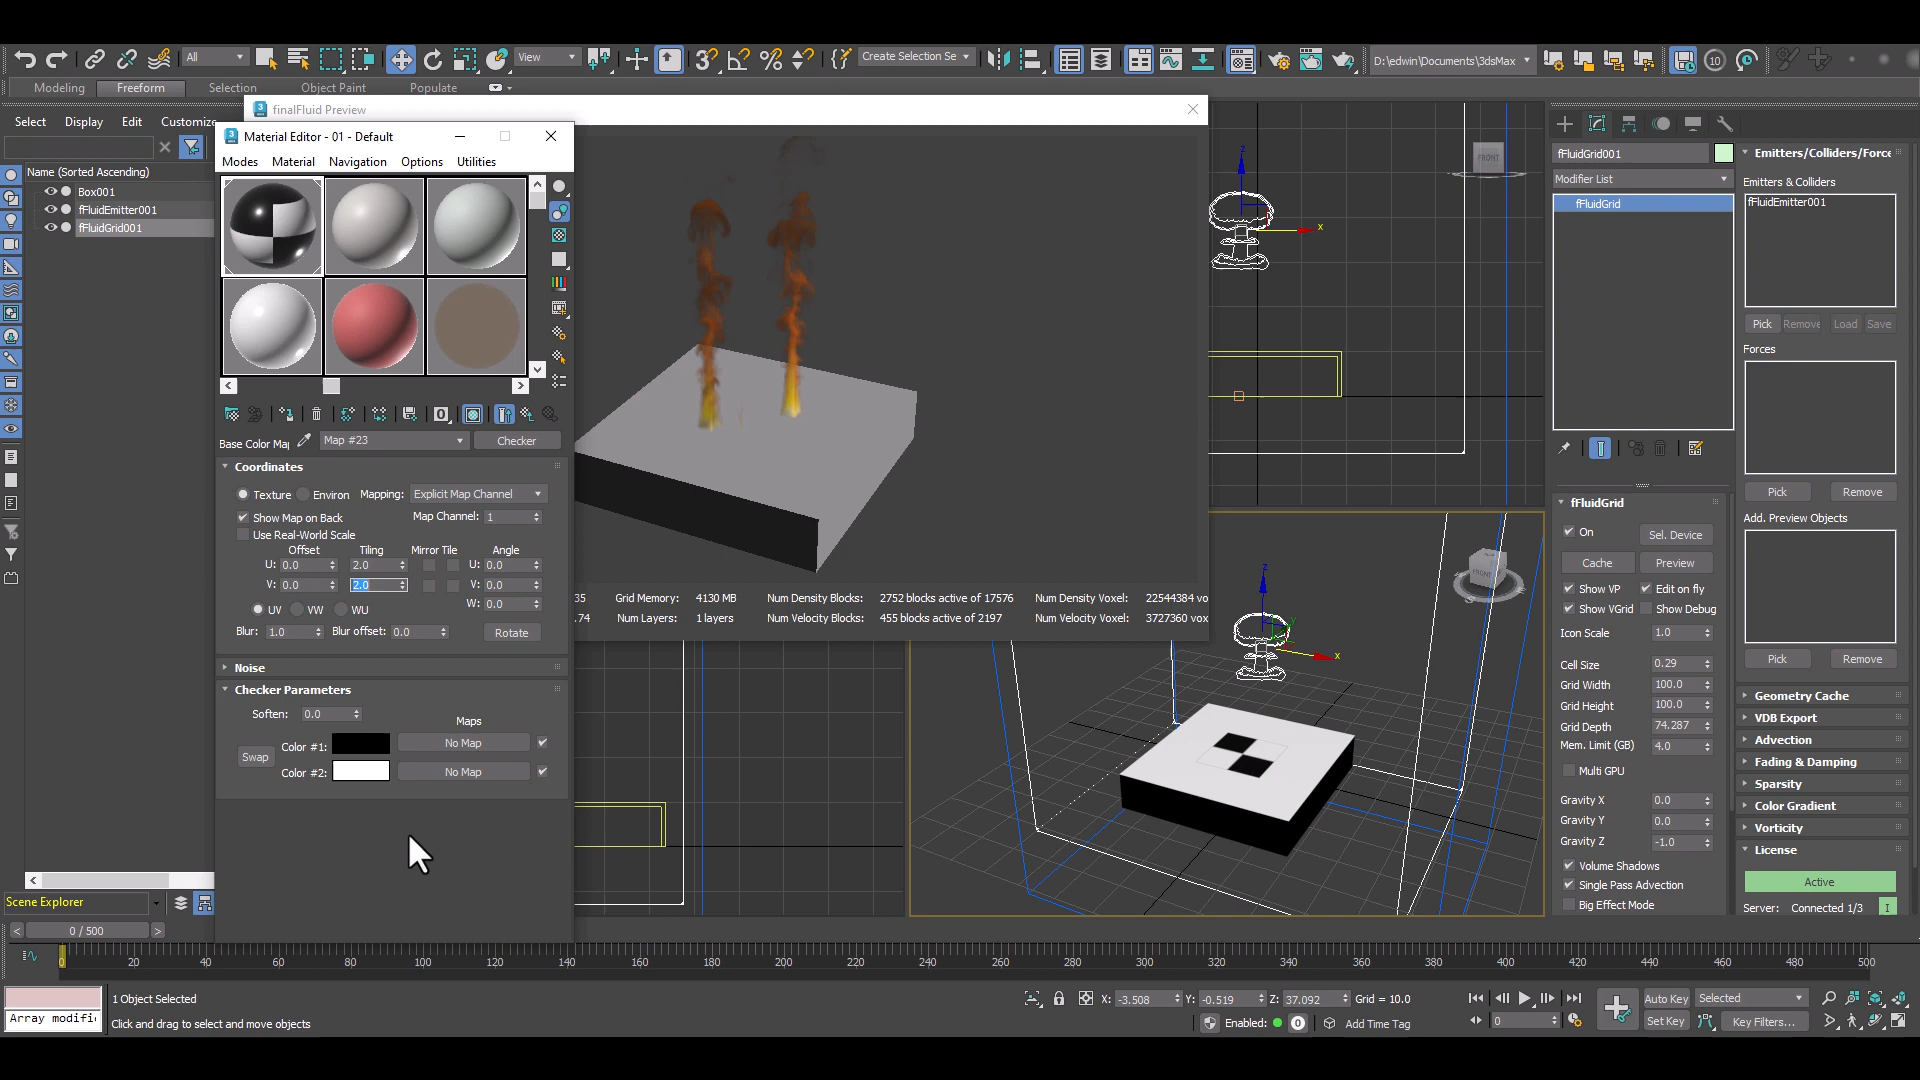 All
View
Create Selection Se
D:\edwin\Documents\3dsMax
10
Modeling
Freeform
Selection
Object Paint
Populate
Select
Display
Edit
Customize
Name (Sorted Ascending)
Box001
fFluidEmitter001
fFluidGrid001
finalFluid Preview
Material Editor - 01 - Default
Modes
Material
Navigation
Options
Utilities
Base Color Ma
Map #23
Checker
Coordinates
Texture
Environ
Mapping:
Explicit Map Channel
Show Map on Back
Map Channel: 1
Use Real-World Scale
Offset
Tiling
Mirror Tile
Angle
U: 0.0
2.0
U: 0.0
V: 0.0
2.0
V: 0.0
W: 0.0
UV
VW
WU
Blur: 1.0
Blur offset: 0.0
Rotate
Noise
Checker Parameters
Soften: 0.0
Maps
Color #1:
No Map
Swap
Color #2:
No Map
35 Grid Memory: 4130 MB Num Density Blocks: 2752 blocks active of 17576 Num Density Voxel: 22544384 vo
.74 Num Layers: 1 layers Num Velocity Blocks: 455 blocks active of 2197 Num Velocity Voxel: 3727360 vox
z
x
FRONT
z
y
x
FRONT
fFluidGrid001
Modifier List
fFluidGrid
fFluidGrid
On
Sel. Device
Cache
Preview
Show VP
Edit on fly
Show VGrid
Show Debug
Icon Scale 1.0
Cell Size 0.29
Grid Width 100.0
Grid Height 100.0
Grid Depth 74.287
Mem. Limit (GB) 4.0
Multi GPU
Gravity X 0.0
Gravity Y 0.0
Gravity Z -1.0
Volume Shadows
Single Pass Advection
Big Effect Mode
Emitters/Colliders/Force
Emitters & Colliders
fFluidEmitter001
Pick
Remove
Load
Save
Forces
Pick
Remove
Add. Preview Objects
Pick
Remove
Geometry Cache
VDB Export
Advection
Fading & Damping
Sparsity
Color Gradient
Vorticity
License
Active
Server: Connected 1/3
I
Scene Explorer
0 / 500
0 20 40 60 80 100 120 140 160 180 200 220 240 260 280 300 320 340 360 380 400 420 440 460 480 500
Array modifi
1 Object Selected
Click and drag to select and move objects
X: -3.508
Y: -0.519
Z: 37.092
Grid = 10.0
Enabled:
0
Add Time Tag
0
Auto Key
Selected
Set Key
Key Filters...